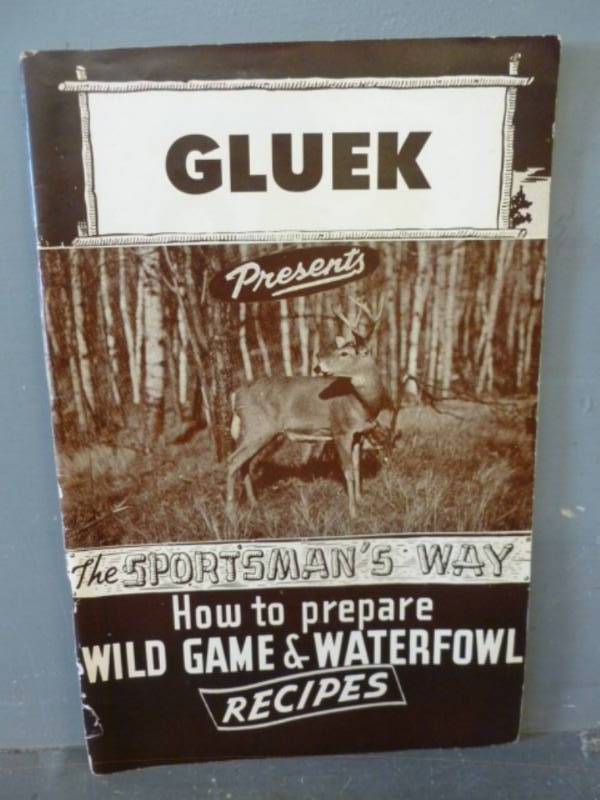 GLUEK
Presents
The SPORTSMAN'S WAY
How to prepare
WILD GAME & WATERFOWL
RECIPES